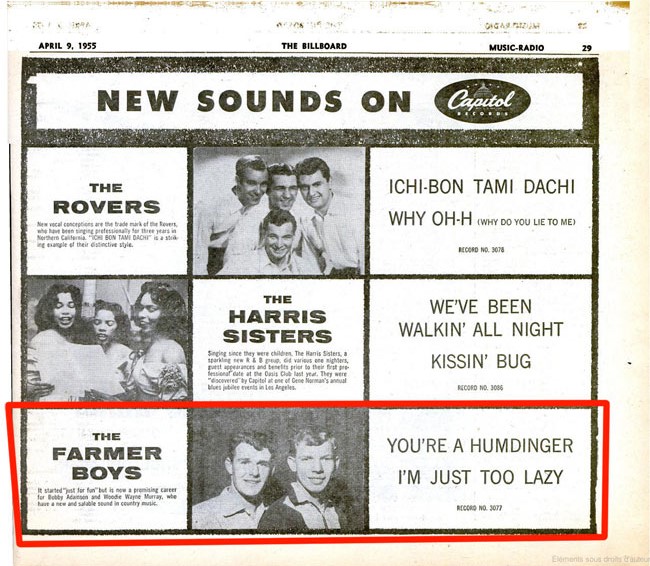 APRIL 9, 1955
THE BILLBOARD
MUSIC-RADIO
29
NEW SOUNDS ON
Capitol
RECORDS
THE
ROVERS
New vocal conceptions are the trade mark of the Rovers,
who have been singing professionally for three years in
Northern California. "ICHI BON TAMI DACHI" is a strik-
ing example of their distinctive style.
ICHI-BON TAMI DACHI
WHY OH-H (WHY DO YOU LIE TO ME)
RECORD NO. 3078
THE
HARRIS
SISTERS
Singing since they were children, The Harris Sisters, a
sparkling new R & B group, did various one nighters,
guest appearances and benefits prior to their first pro-
fessional date at the Oasis Club last year. They were
"discovered" by Capitol at one of Gene Norman's annual
blues jubilee events in Los Angeles.
WE'VE BEEN
WALKIN' ALL NIGHT
KISSIN' BUG
RECORD NO. 3086
THE
FARMER
BOYS
It started "just for fun" but is now a promising career
for Bobby Adamson and Woodie Wayne Murray, who
have a new and salable sound in country music.
YOU'RE A HUMDINGER
I'M JUST TOO LAZY
RECORD NO. 3077
Éléments sous droits d'auteur